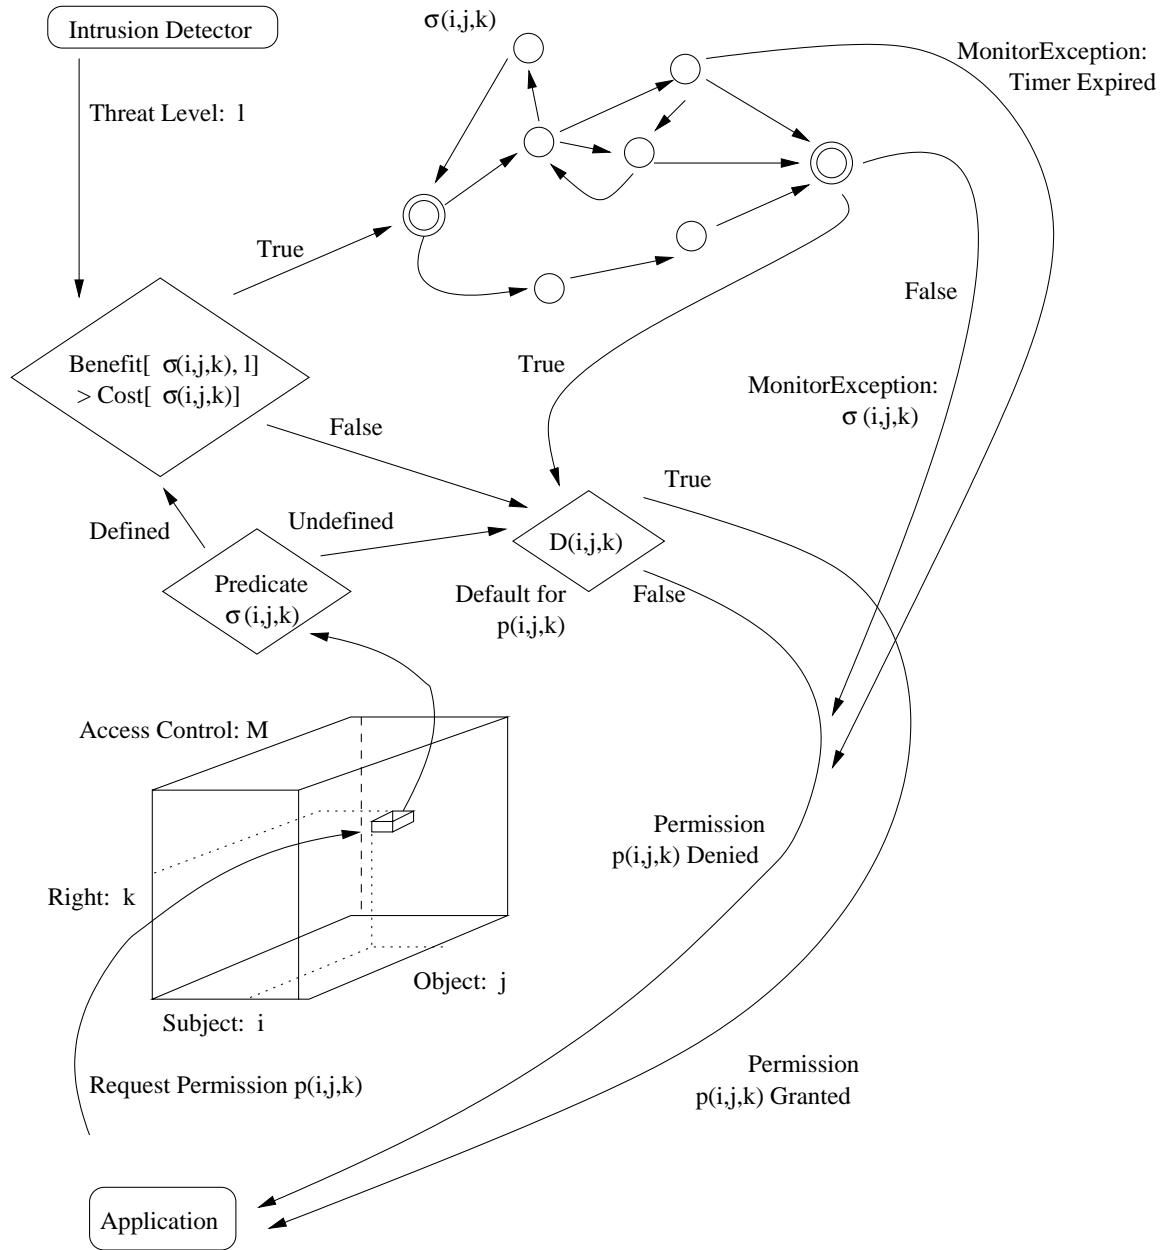 Intrusion Detector
σ(i,j,k)
MonitorException:
Timer Expired
Threat Level: l
True
False
Benefit[ σ(i,j,k), l]
> Cost[ σ(i,j,k)]
True
MonitorException:
σ (i,j,k)
False
True
Defined
Undefined
D(i,j,k)
Predicate
σ (i,j,k)
Default for
p(i,j,k)
False
Access Control: M
Permission
p(i,j,k) Denied
Right: k
Object: j
Subject: i
Permission
p(i,j,k) Granted
Request Permission p(i,j,k)
Application